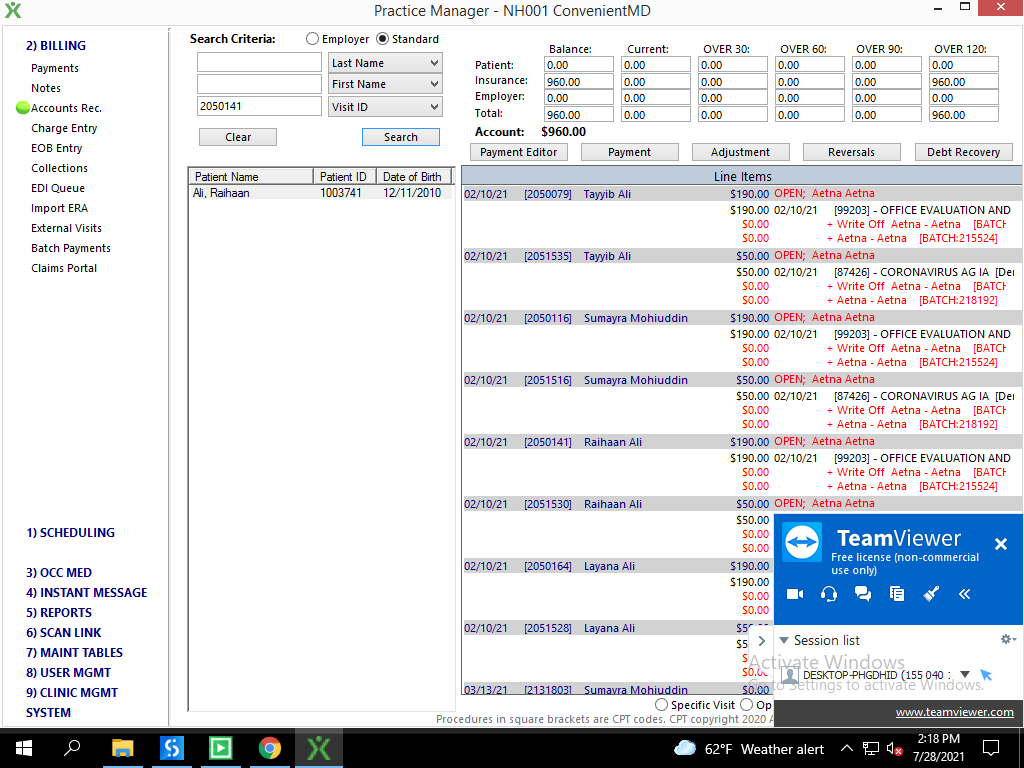 Practice Manager - NH001 ConvenientMD
2) BILLING
Payments
Notes
Accounts Rec.
Charge Entry
EOB Entry
Collections
EDI Queue
Import ERA
External Visits
Batch Payments
Claims Portal
1) SCHEDULING
3) OCC MED
4) INSTANT MESSAGE
5) REPORTS
6) SCAN LINK
7) MAINT TABLES
8) USER MGMT
9) CLINIC MGMT
SYSTEM
Search Criteria: Employer Standard
Last Name
First Name
2050141 Visit ID
Clear Search
Balance: Current: OVER 30: OVER 60: OVER 90: OVER 120:
Patient: 0.00 0.00 0.00 0.00 0.00 0.00
Insurance: 960.00 0.00 0.00 0.00 0.00 960.00
Employer: 0.00 0.00 0.00 0.00 0.00 0.00
Total: 960.00 0.00 0.00 0.00 0.00 960.00
Account: $960.00
Payment Editor Payment Adjustment Reversals Debt Recovery
Patient Name Patient ID Date of Birth
Ali, Raihaan 1003741 12/11/2010
Line Items
02/10/21 [2050079] Tayyib Ali $190.00 OPEN; Aetna Aetna
$190.00 02/10/21 [99203] - OFFICE EVALUATION AND
$0.00 + Write Off Aetna - Aetna [BATCH
$0.00 + Aetna - Aetna [BATCH:215524]
02/10/21 [2051535] Tayyib Ali $50.00 OPEN; Aetna Aetna
$50.00 02/10/21 [87426] - CORONAVIRUS AG IA [Der
$0.00 + Write Off Aetna - Aetna [BATCH
$0.00 + Aetna - Aetna [BATCH:218192]
02/10/21 [2050116] Sumayra Mohiuddin $190.00 OPEN; Aetna Aetna
$190.00 02/10/21 [99203] - OFFICE EVALUATION AND
$0.00 + Write Off Aetna - Aetna [BATCH
$0.00 + Aetna - Aetna [BATCH:215524]
02/10/21 [2051516] Sumayra Mohiuddin $50.00 OPEN; Aetna Aetna
$50.00 02/10/21 [87426] - CORONAVIRUS AG IA [Der
$0.00 + Write Off Aetna - Aetna [BATCH
$0.00 + Aetna - Aetna [BATCH:218192]
02/10/21 [2050141] Raihaan Ali $190.00 OPEN; Aetna Aetna
$190.00 02/10/21 [99203] - OFFICE EVALUATION AND
$0.00 + Write Off Aetna - Aetna [BATCH
$0.00 + Aetna - Aetna [BATCH:215524]
02/10/21 [2051530] Raihaan Ali $50.00 OPEN; Aetna Aetna
$50.00
$0.00
$0.00
02/10/21 [2050164] Layana Ali $190.00
$190.00
$0.00
$0.00
02/10/21 [2051528] Layana Ali
03/13/21 [2131803] Sumayra Mohiuddin $0.00
Specific Visit Op
Procedures in square brackets are CPT codes. CPT copyright 2020 A
TeamViewer
Free license (non-commercial
use only)
Session list
DESKTOP-PHGDHID (155 040 :
www.teamviewer.com
Activate Windows
Go to Settings to activate Windows.
62°F Weather alert
2:18 PM
7/28/2021